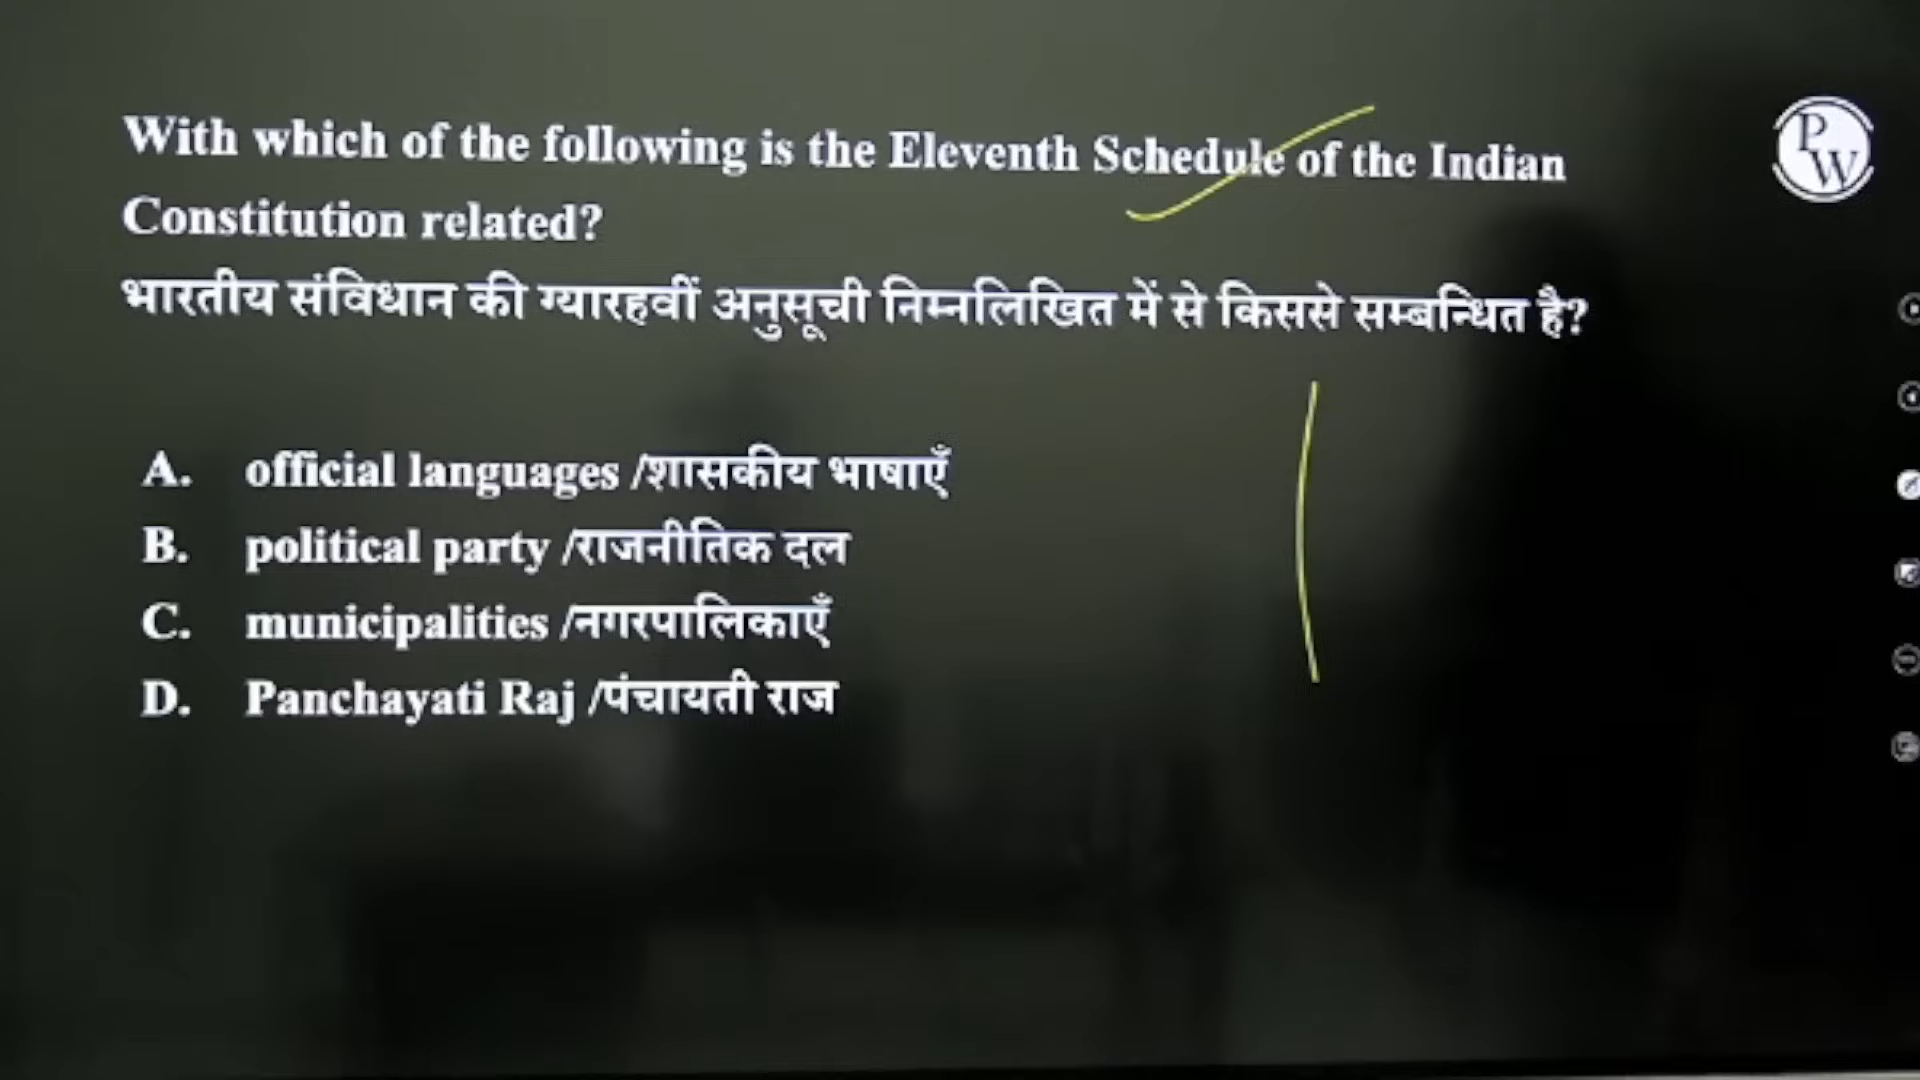 With which of the following is the Eleventh Schedule of the Indian
Constitution related?
भारतीय संविधान की ग्यारहवीं अनुसूची निम्नलिखित में से किससे सम्बन्धित है?
A. official languages /शासकीय भाषाएँ
B. political party /राजनीतिक दल
C. municipalities /नगरपालिकाएँ
D. Panchayati Raj /पंचायती राज
PW